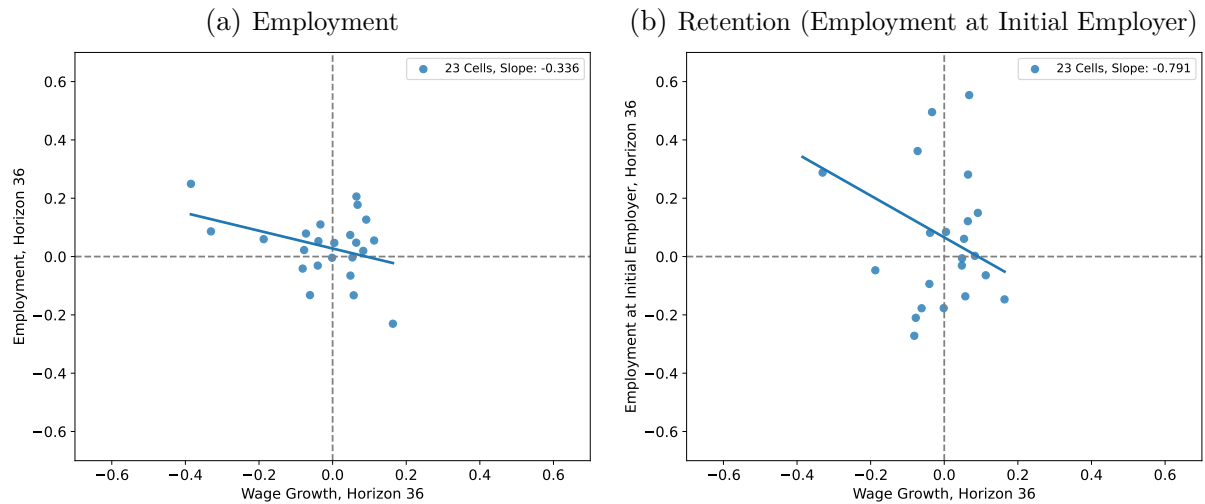 (a) Employment
23 Cells, Slope: -0.336
0.6
0.4
0.2
0.0
−0.2
−0.4
−0.6
Employment, Horizon 36
−0.6 −0.4 −0.2 0.0 0.2 0.4 0.6
Wage Growth, Horizon 36
(b) Retention (Employment at Initial Employer)
23 Cells, Slope: -0.791
0.6
0.4
0.2
0.0
−0.2
−0.4
−0.6
Employment at Initial Employer, Horizon 36
−0.6 −0.4 −0.2 0.0 0.2 0.4 0.6
Wage Growth, Horizon 36